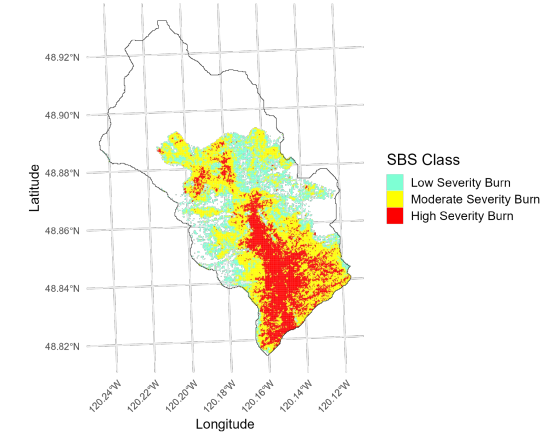 48.92°N
48.90°N
48.88°N
48.86°N
48.84°N
48.82°N
Latitude
120.24°W
120.22°W
120.20°W
120.18°W
120.16°W
120.14°W
120.12°W
Longitude
SBS Class
Low Severity Burn
Moderate Severity Burn
High Severity Burn